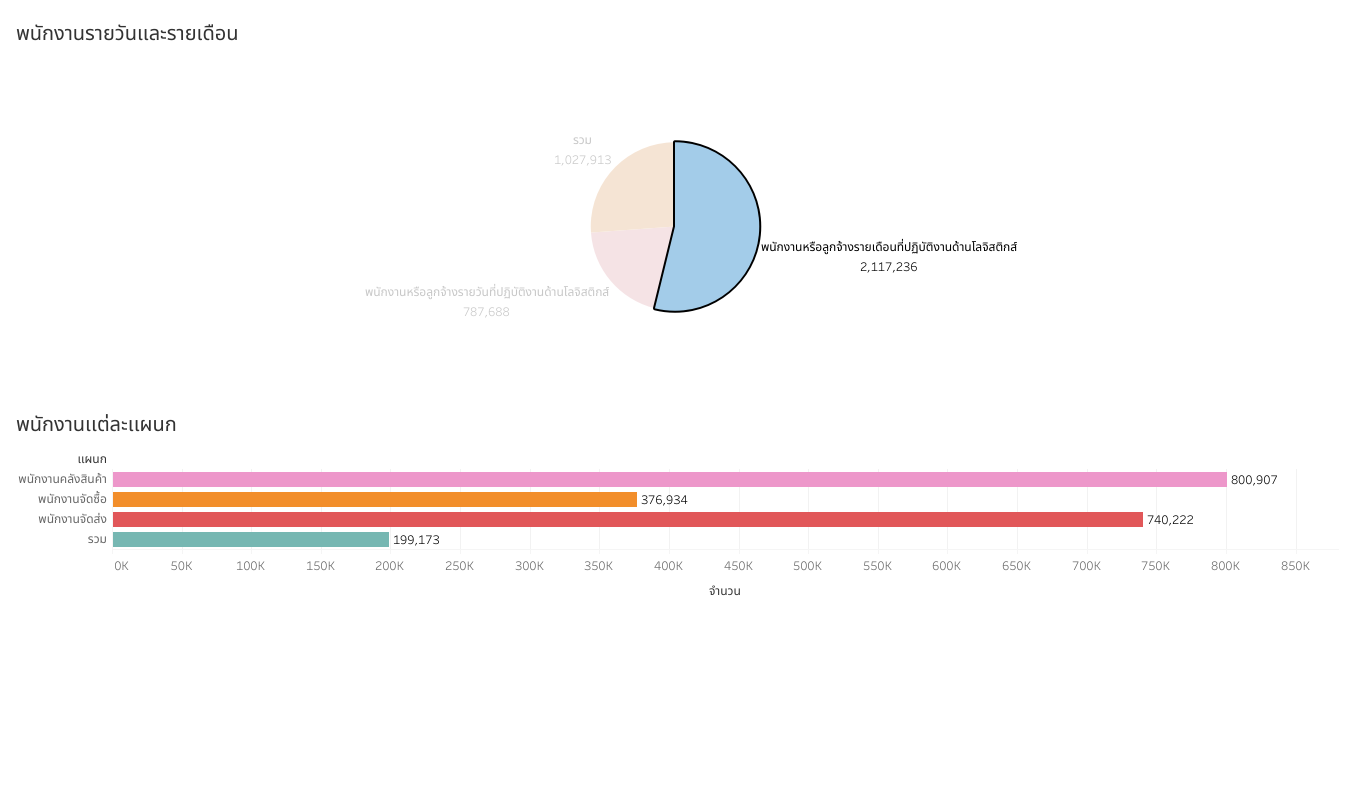 พนักงานรายวันและรายเดือน
รวม
1,027,913
พนักงานหรือลูกจ้างรายเดือนที่ปฏิบัติงานด้านโลจิสติกส์
2,117,236
พนักงานหรือลูกจ้างรายวันที่ปฏิบัติงานด้านโลจิสติกส์
787,688
พนักงานแต่ละแผนก
แผนก
พนักงานคลังสินค้า 800,907
พนักงานจัดซื้อ 376,934
พนักงานจัดส่ง 740,222
รวม 199,173
0K 50K 100K 150K 200K 250K 300K 350K 400K 450K 500K 550K 600K 650K 700K 750K 800K 850K
จำนวน